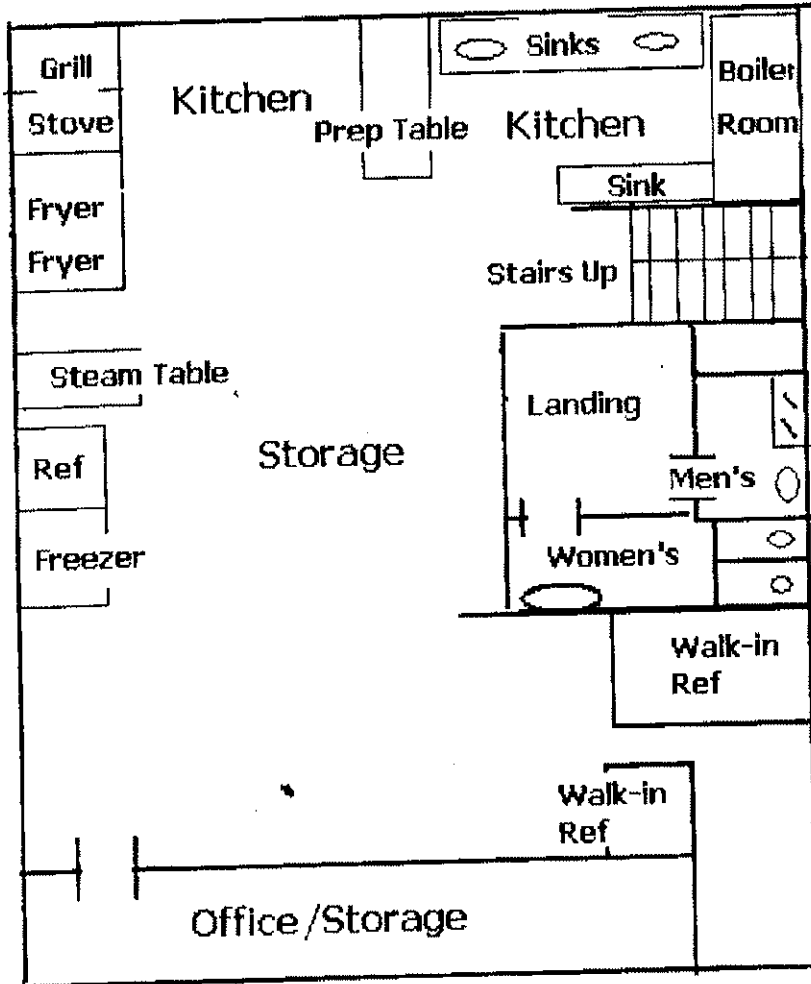 Grill
Stove
Fryer
Fryer
Kitchen
Prep Table
Sinks
Kitchen
Boiler
Room
Sink
Stairs Up
Steam Table
Landing
Storage
Ref
Men's
Freezer
Women's
Walk-in
Ref
Walk-in
Ref
Office/Storage